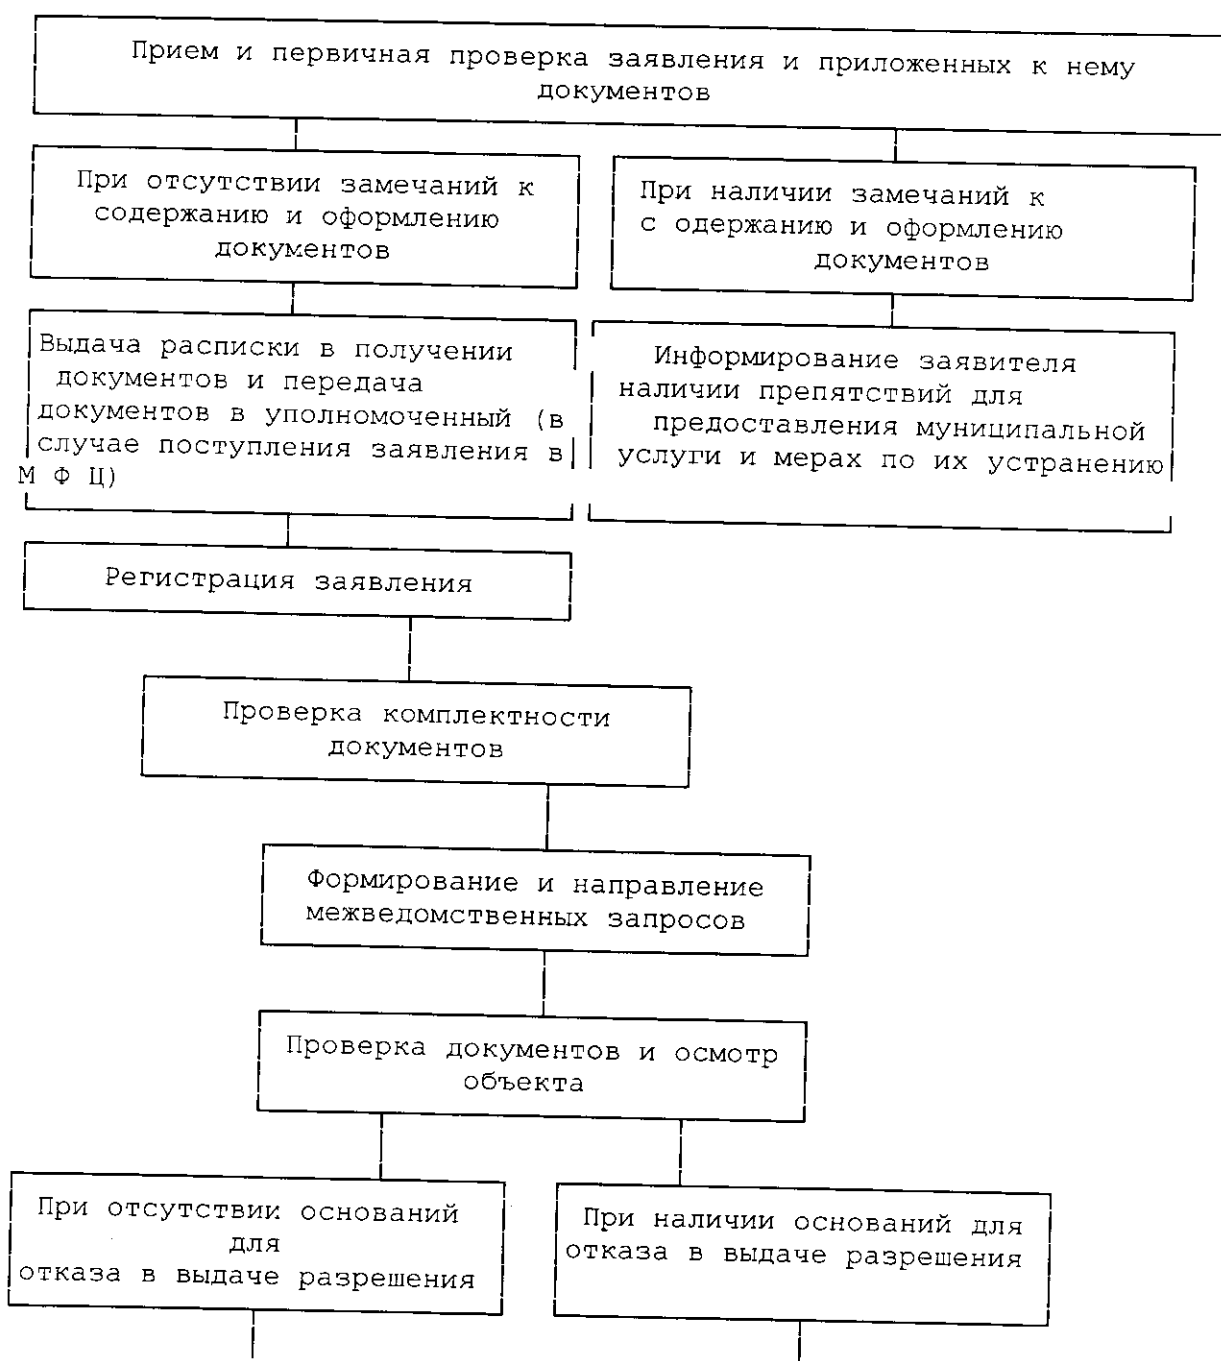 Прием и первичная проверка заявления и приложенных к нему
документов
При отсутствии замечаний к
содержанию и оформлению
документов
При наличии замечаний к
с одержанию и оформлению
документов
Выдача расписки в получении
документов и передача
документов в уполномоченный (в
случае поступления заявления в
М Ф Ц)
Информирование заявителя
наличии препятствий для
предоставления муниципальной
услуги и мерах по их устранению
Регистрация заявления
Проверка комплектности
документов
Формирование и направление
межведомственных запросов
Проверка документов и осмотр
объекта
При отсутствии оснований
для
отказа в выдаче разрешения
При наличии оснований для
отказа в выдаче разрешения